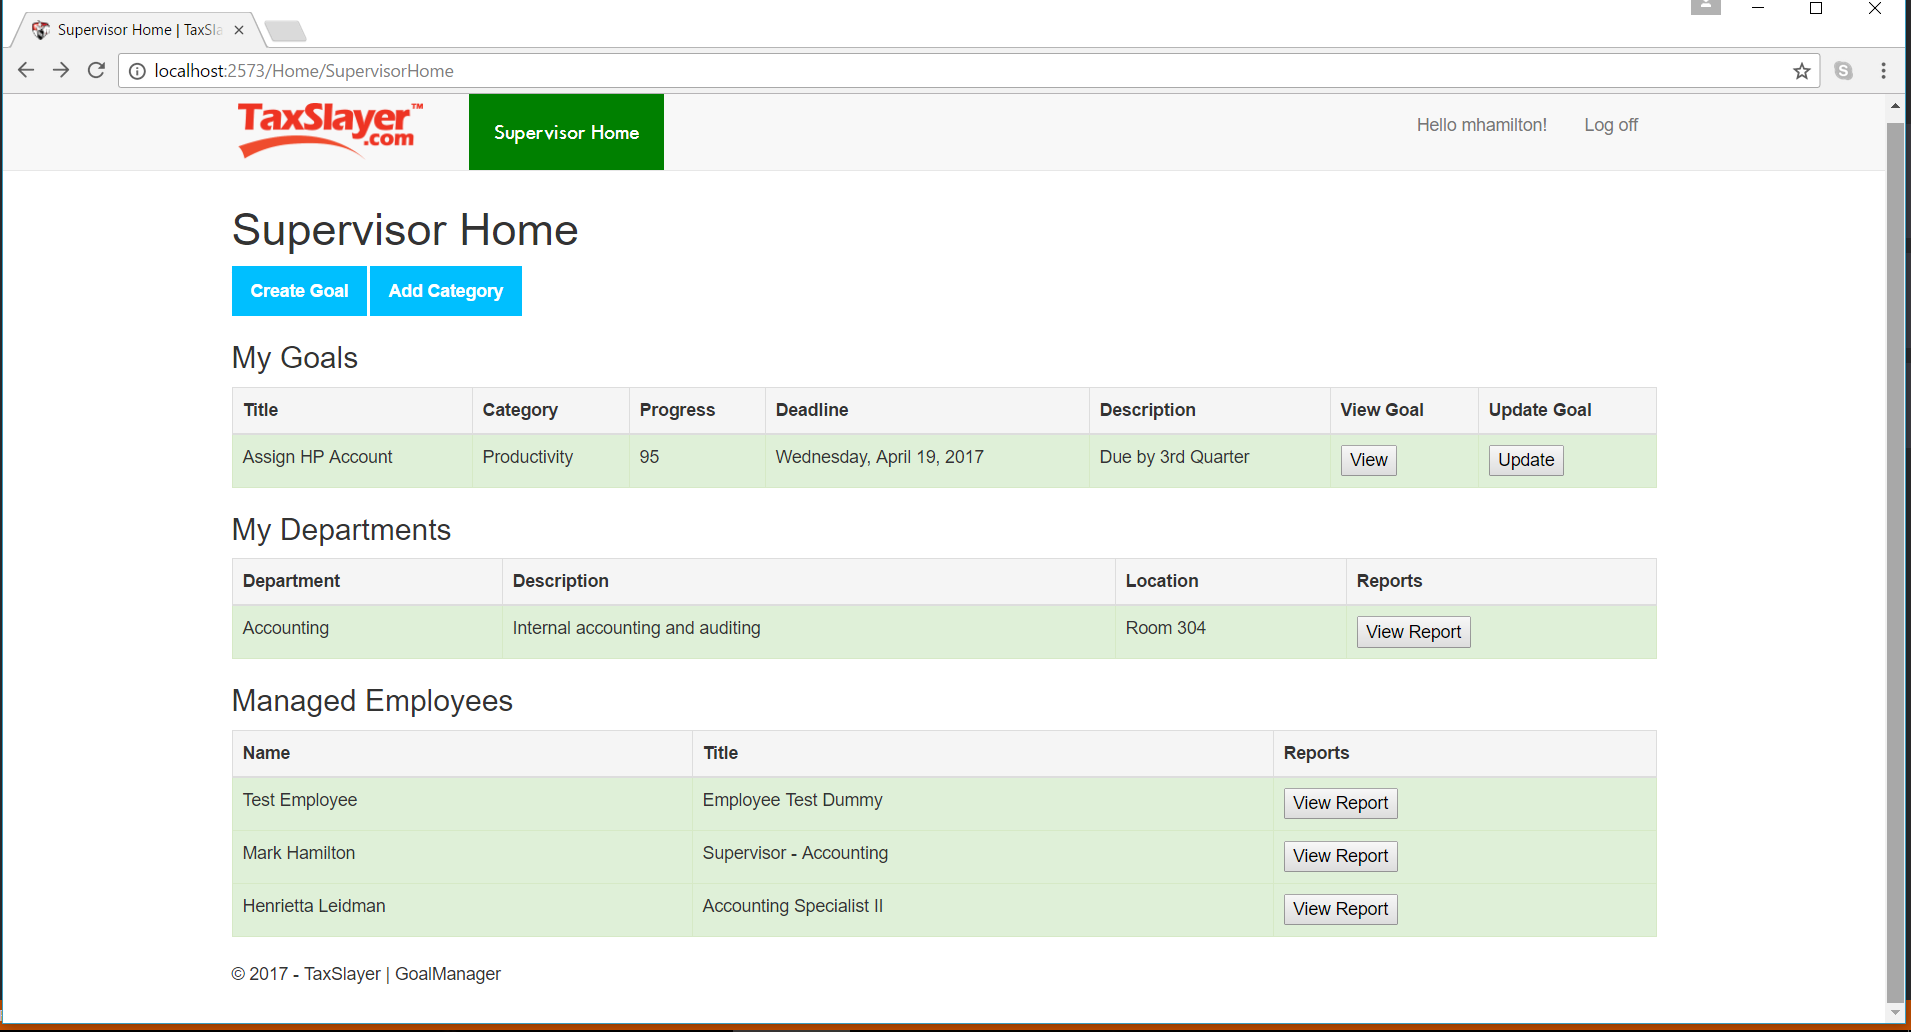 Supervisor Home | TaxSla
localhost:2573/Home/SupervisorHome
TaxSlayer™
.com
Supervisor Home
Hello mhamilton!
Log off
Supervisor Home
Create Goal
Add Category
My Goals
Title Category Progress Deadline Description View Goal Update Goal
Assign HP Account Productivity 95 Wednesday, April 19, 2017 Due by 3rd Quarter View Update
My Departments
Department Description Location Reports
Accounting Internal accounting and auditing Room 304 View Report
Managed Employees
Name Title Reports
Test Employee Employee Test Dummy View Report
Mark Hamilton Supervisor - Accounting View Report
Henrietta Leidman Accounting Specialist II View Report
© 2017 - TaxSlayer | GoalManager